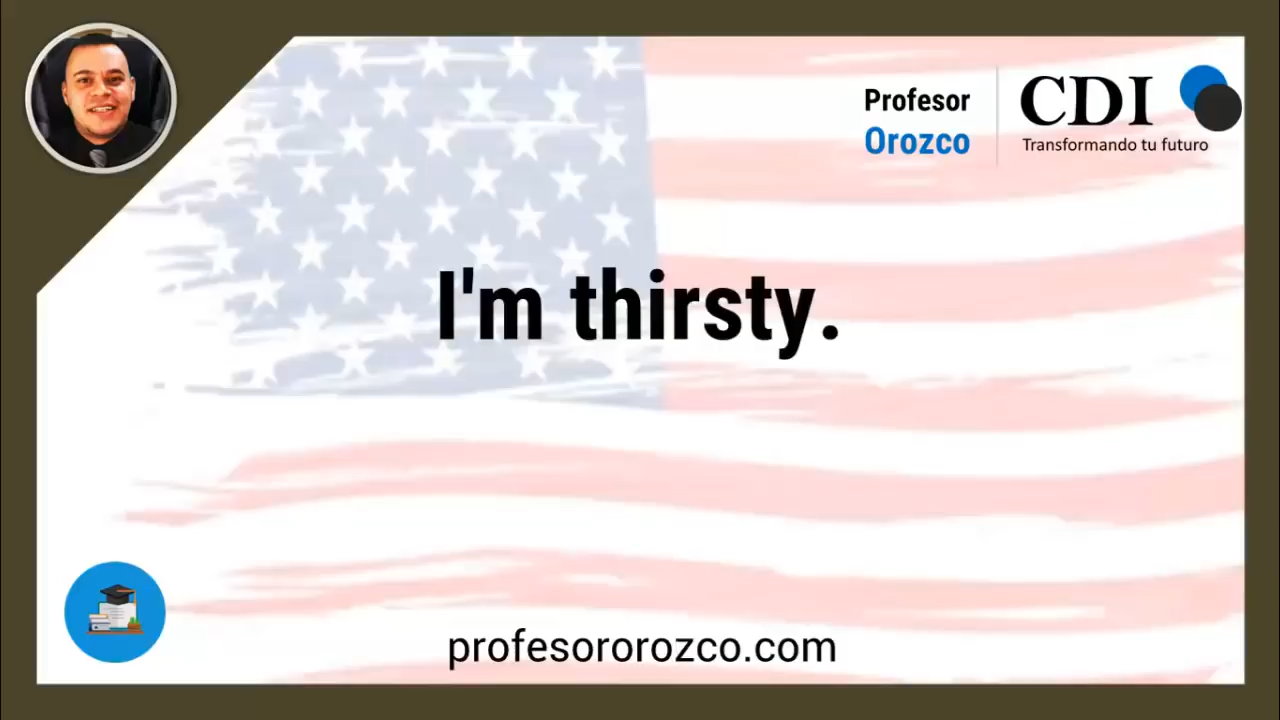 Profesor
Orozco
CDI
Transformando tu futuro
I'm thirsty.
profesororozco.com